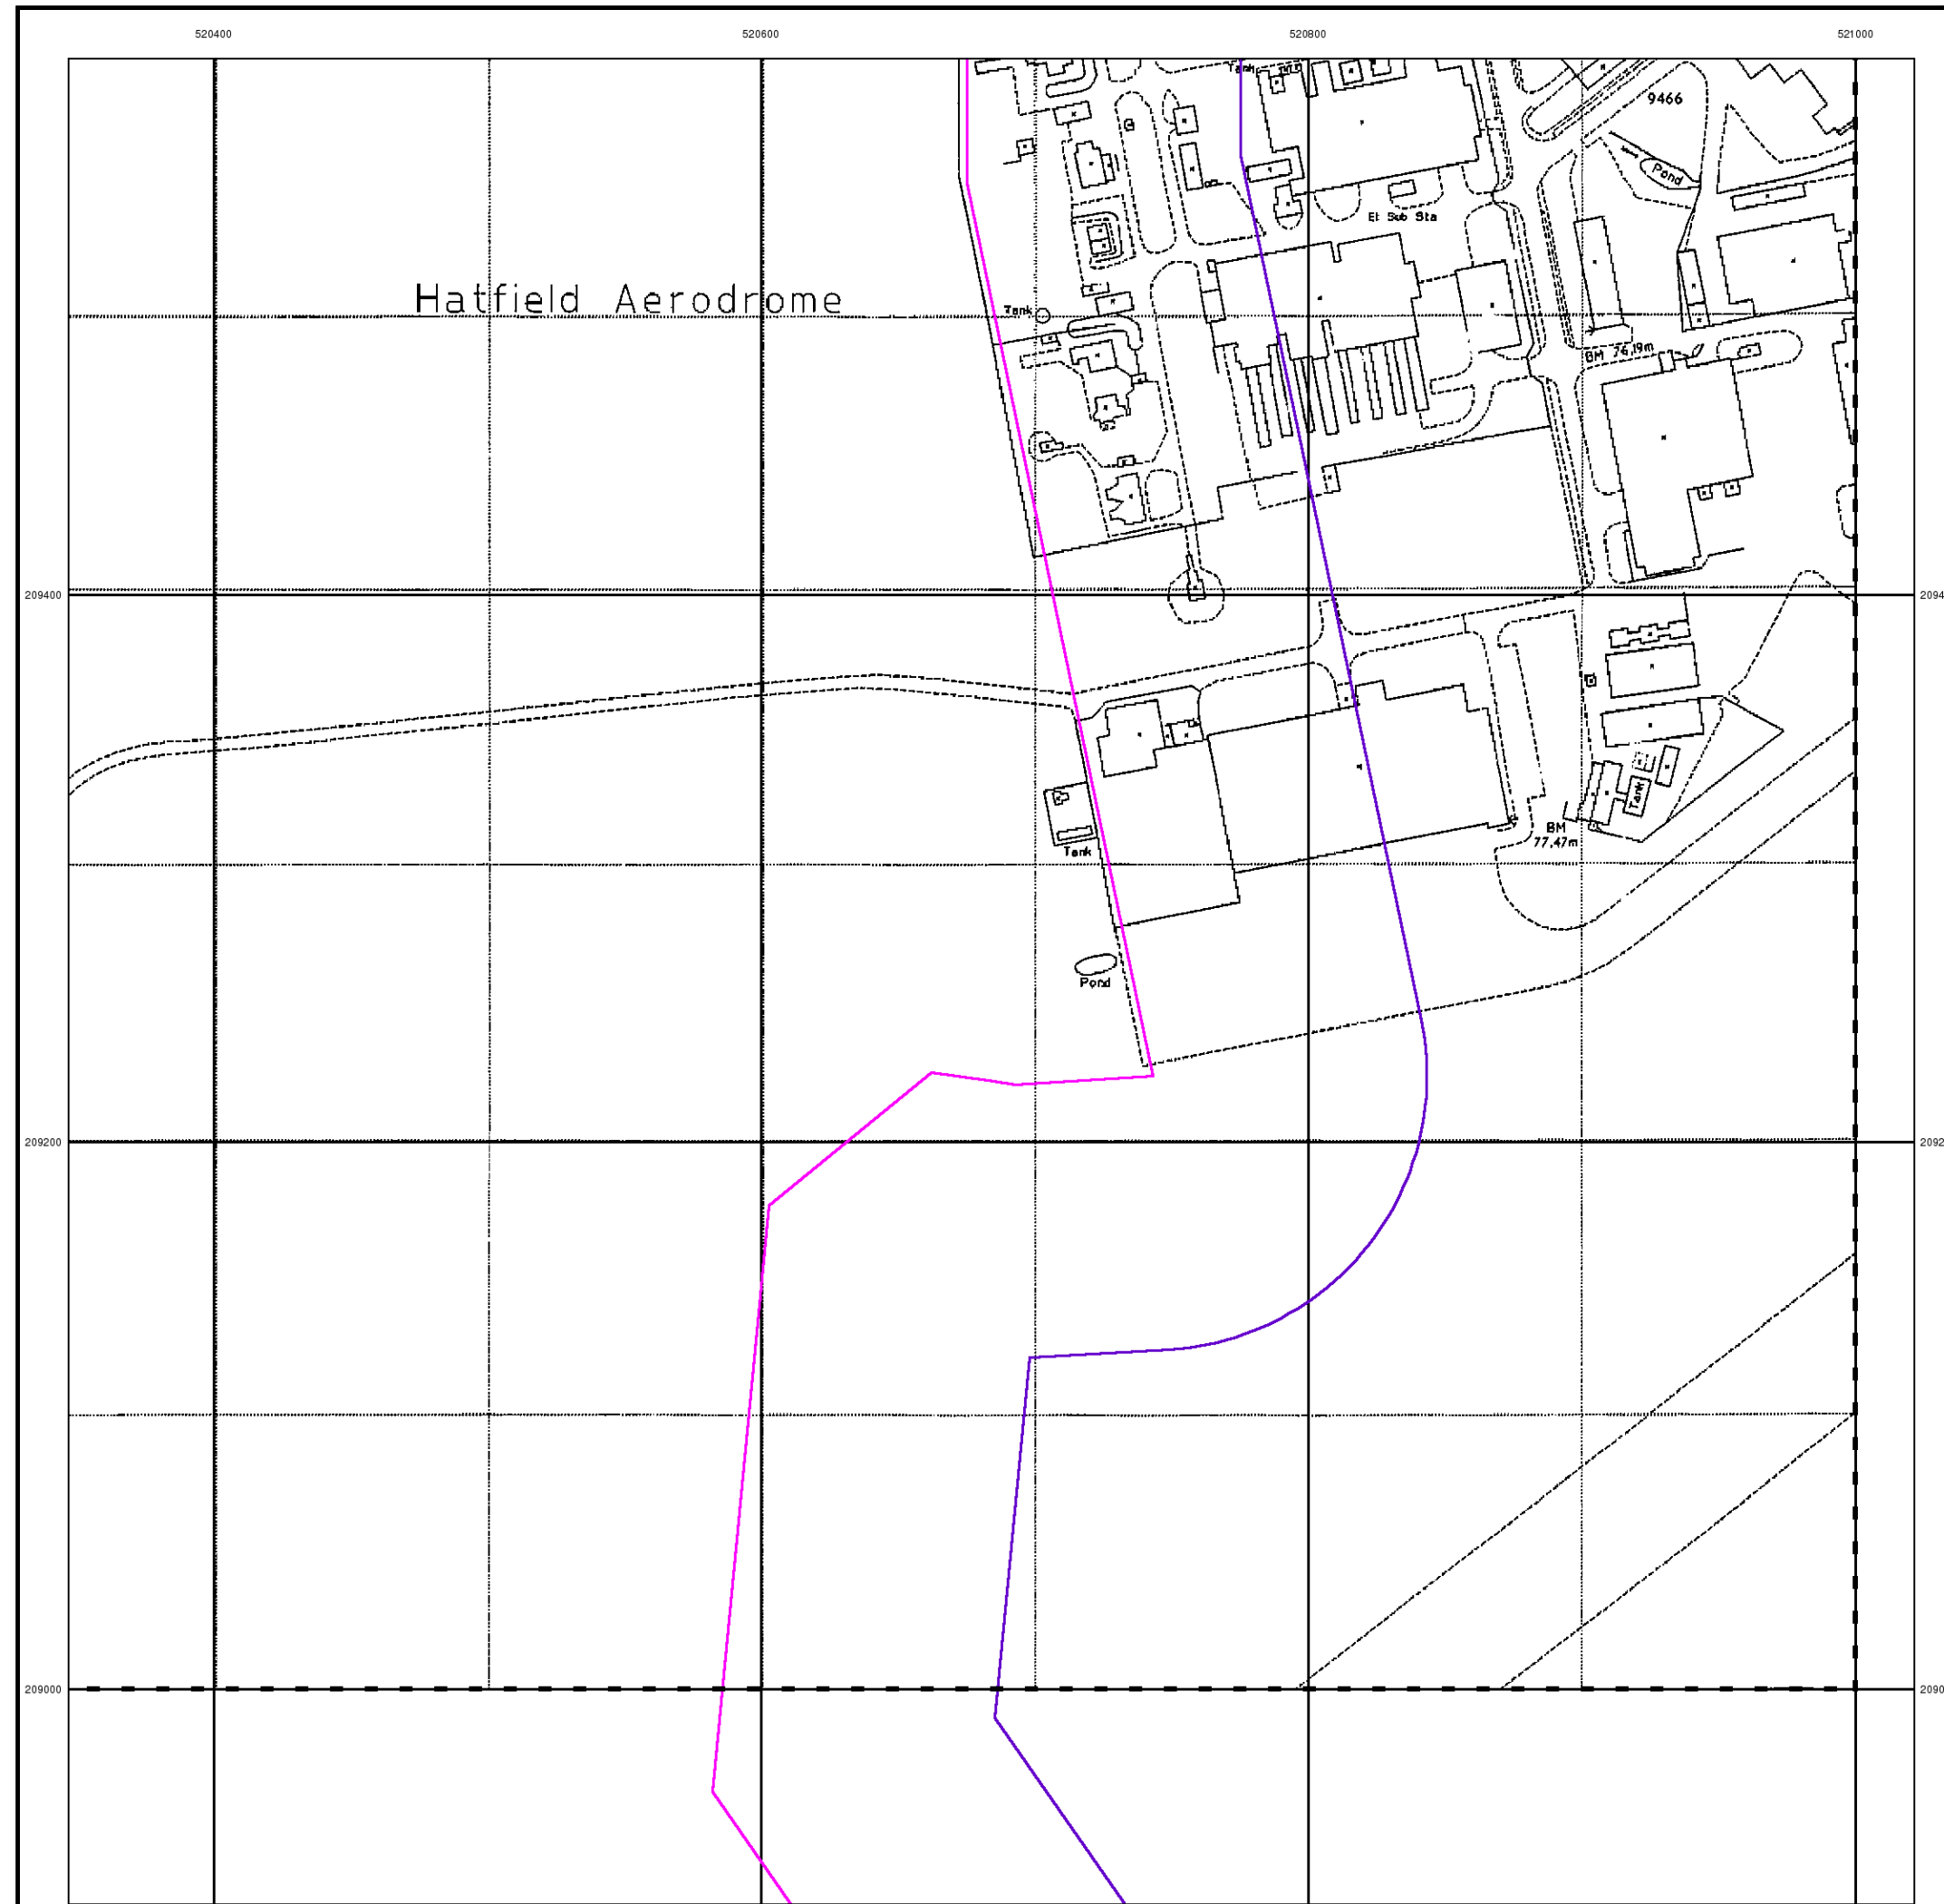 520400 520600 520800 521000
Tank
9466
Pond
El Sub Sta
Hatfield Aerodrome
Tank
BM 76.19m
209400
Tank
BM
77.47m
Tank
Pond
209200
209000